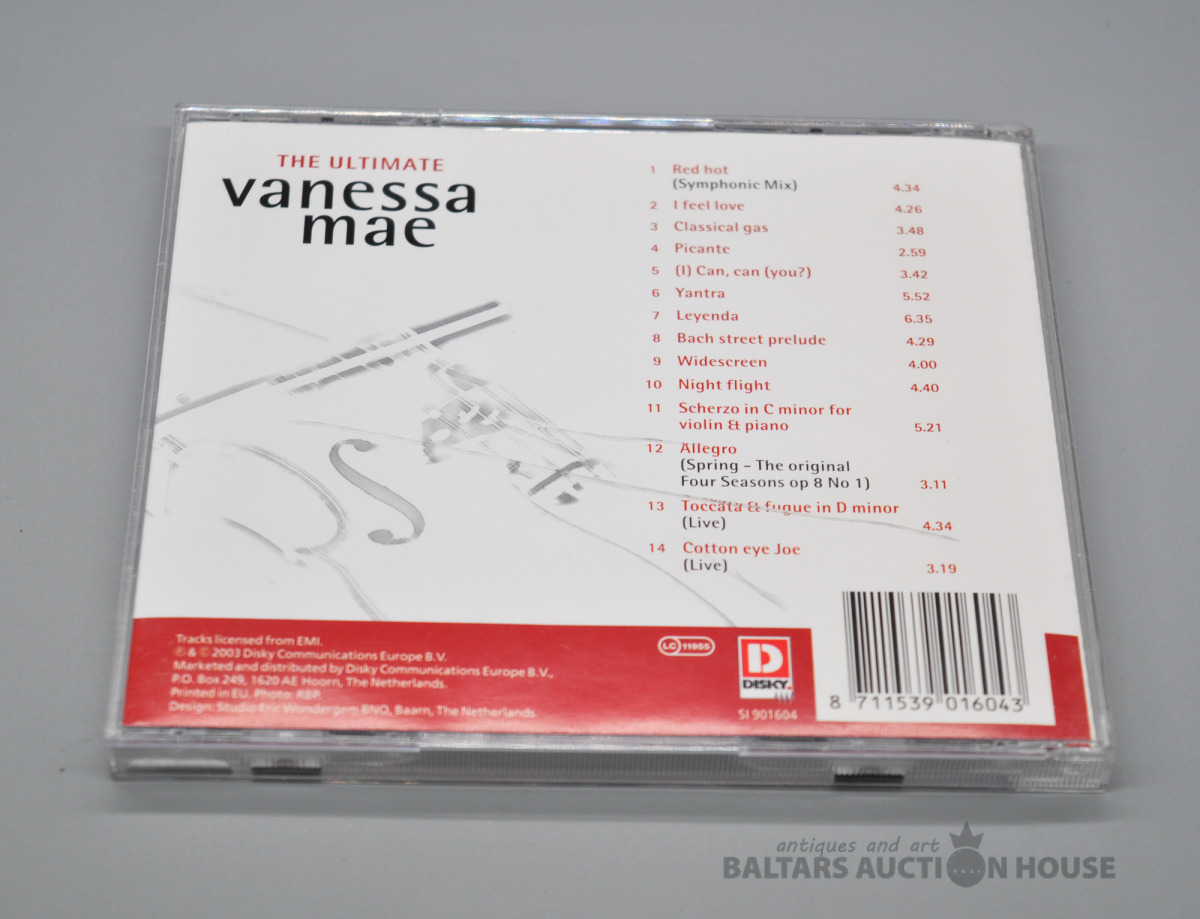 THE ULTIMATE
vanessa
mae
1 Red hot
(Symphonic Mix) 4.34
2 I feel love 4.26
3 Classical gas 3.48
4 Picante 2.59
5 (I) Can, can (you?) 3.42
6 Yantra 5.52
7 Leyenda 6.35
8 Bach street prelude 4.29
9 Widescreen 4.00
10 Night flight 4.40
11 Scherzo in C minor for
violin & piano 5.21
12 Allegro
(Spring - The original
Four Seasons op 8 No 1) 3.11
13 Toccata & fugue in D minor
(Live) 4.34
14 Cotton eye Joe
(Live) 3.19
Tracks licensed from EMI.
℗ & © 2003 Disky Communications Europe B.V.
Marketed and distributed by Disky Communications Europe B.V.,
P.O. Box 249, 1620 AE Hoorn, The Netherlands.
Printed in EU. Photo: RBP.
Design: Studio Eric Wondergem BNO, Baarn, The Netherlands.
LC 11955
D
DISKY.
SI 901604
8 711539 016043
antiques and art
BALTARS AUCTION HOUSE